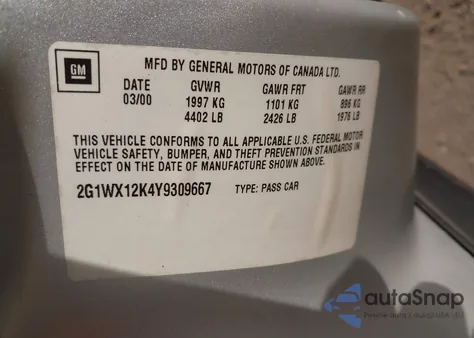 GM
MFD BY GENERAL MOTORS OF CANADA LTD.
DATE GVWR GAWR FRT GAWR RR
03/00 1997 KG 1101 KG 896 KG
4402 LB 2426 LB 1976 LB
THIS VEHICLE CONFORMS TO ALL APPLICABLE U.S. FEDERAL MOTOR
VEHICLE SAFETY, BUMPER, AND THEFT PREVENTION STANDARDS IN
EFFECT ON THE DATE OF MANUFACTURE SHOWN ABOVE.
2G1WX12K4Y9309667 TYPE: PASS CAR
autoSnap